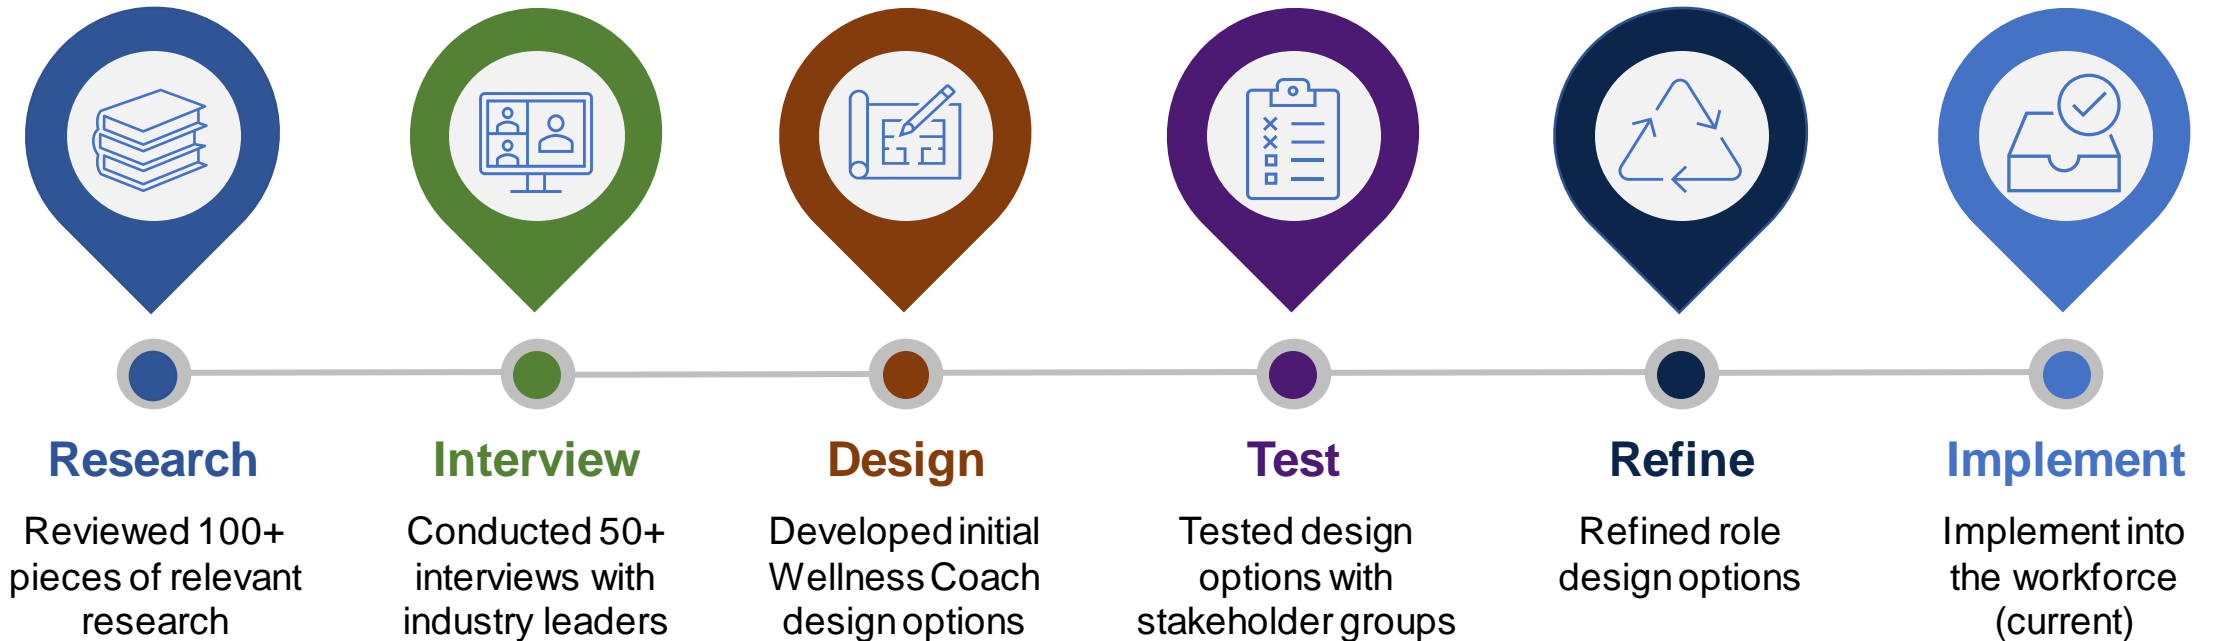 Research
Reviewed 100+
pieces of relevant
research
Interview
Conducted 50+
interviews with
industry leaders
Design
Developed initial
Wellness Coach
design options
Test
Tested design
options with
stakeholder groups
Refine
Refined role
design options
Implement
Implement into
the workforce
(current)